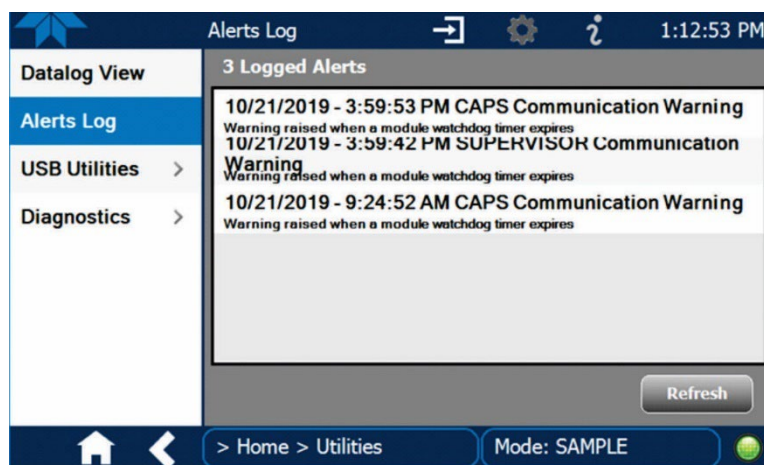 Alerts Log
1:12:53 PM
Datalog View
Alerts Log
USB Utilities >
Diagnostics >
3 Logged Alerts
10/21/2019 - 3:59:53 PM CAPS Communication Warning
Warning raised when a module watchdog timer expires
10/21/2019 - 3:59:42 PM SUPERVISOR Communication
Warning
Warning raised when a module watchdog timer expires
10/21/2019 - 9:24:52 AM CAPS Communication Warning
Warning raised when a module watchdog timer expires
Refresh
> Home > Utilities
Mode: SAMPLE